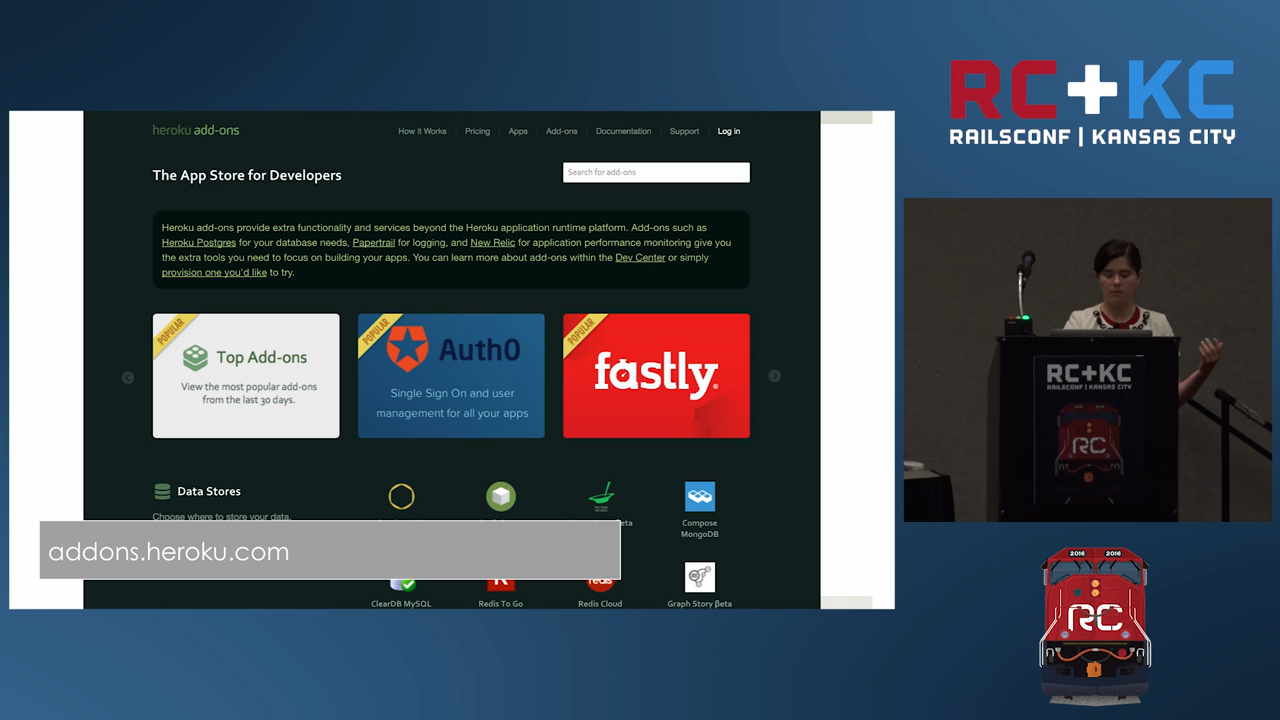 heroku add-ons
How it Works
Pricing
Apps
Add-ons
Documentation
Support
Log in
The App Store for Developers
Search for add-ons
Heroku add-ons provide extra functionality and services beyond the Heroku application runtime platform. Add-ons such as
Heroku Postgres for your database needs, Papertrail for logging, and New Relic for application performance monitoring give you
the extra tools you need to focus on building your apps. You can learn more about add-ons within the Dev Center or simply
provision one you'd like to try.
POPULAR
Top Add-ons
View the most popular add-ons
from the last 30 days.
POPULAR
Auth0
Single Sign On and user
management for all your apps
POPULAR
fastly
Data Stores
Choose where to store your data.
Compose
MongoDB
addons.heroku.com
redis
ClearDB MySQL
Redis To Go
Redis Cloud
Graph Story βeta
RC+KC
RAILSCONF | KANSAS CITY
RC+KC
RAILSCONF | KANSAS CITY
RC
2016
2016
RC